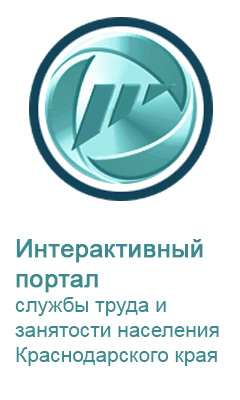 Интерактивный
портал
службы труда и
занятости населения
Краснодарского края